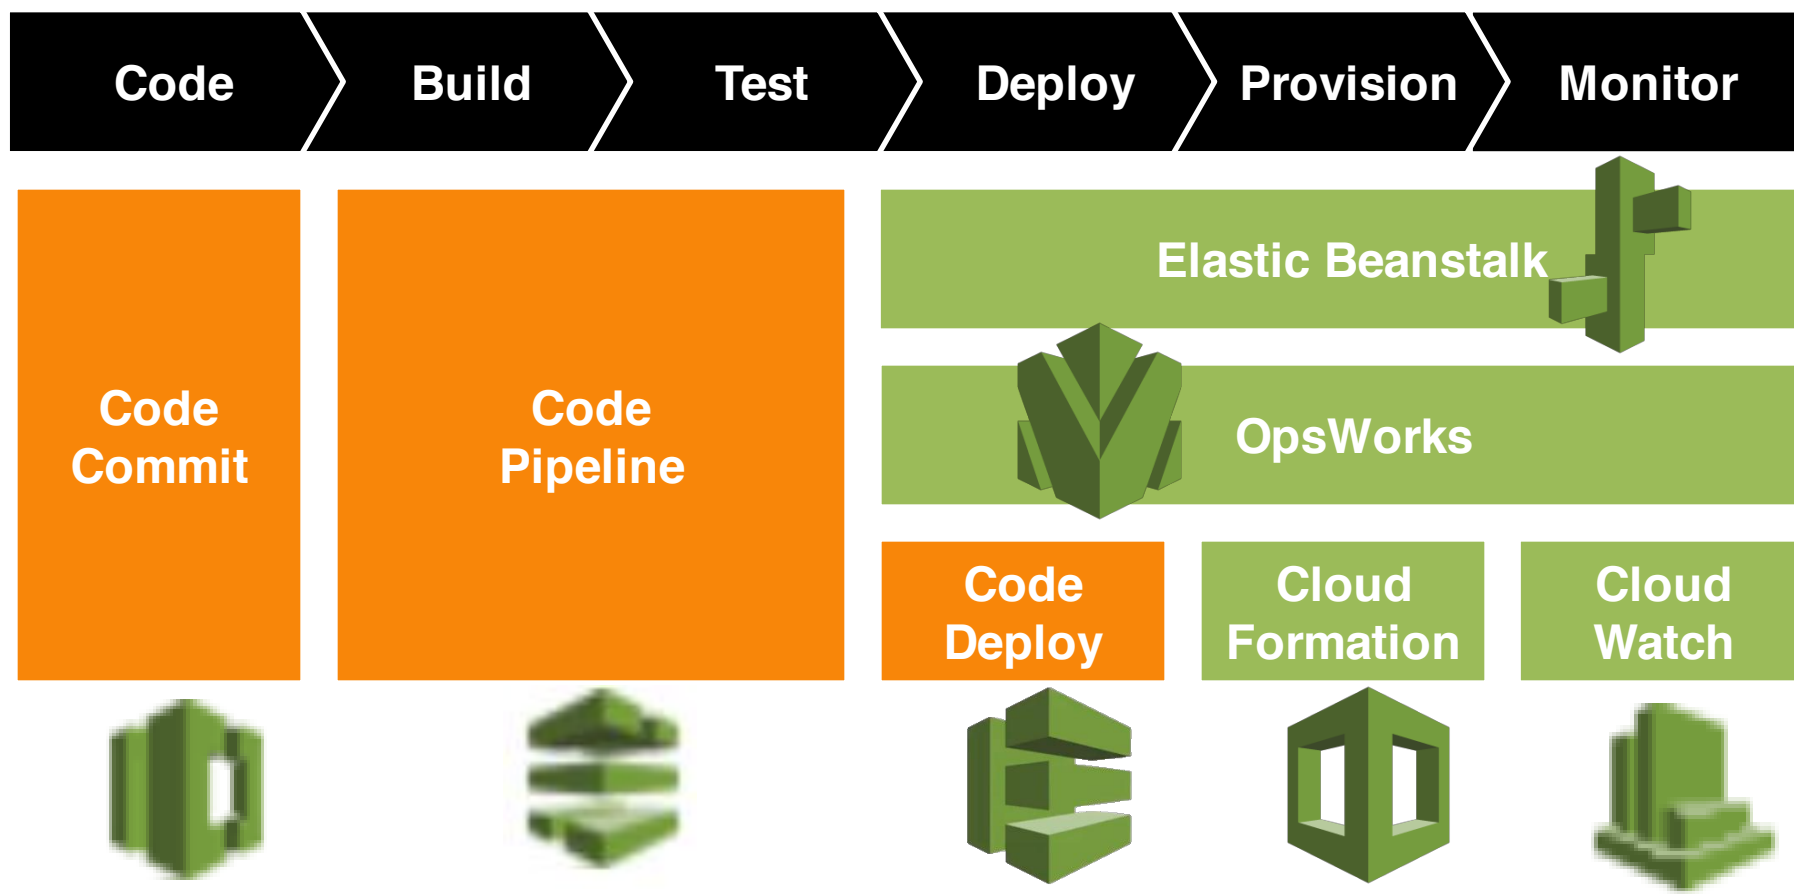 Code
Build
Test
Deploy
Provision
Monitor
Elastic Beanstalk
OpsWorks
Code
Commit
Code
Pipeline
Code
Deploy
Cloud
Formation
Cloud
Watch